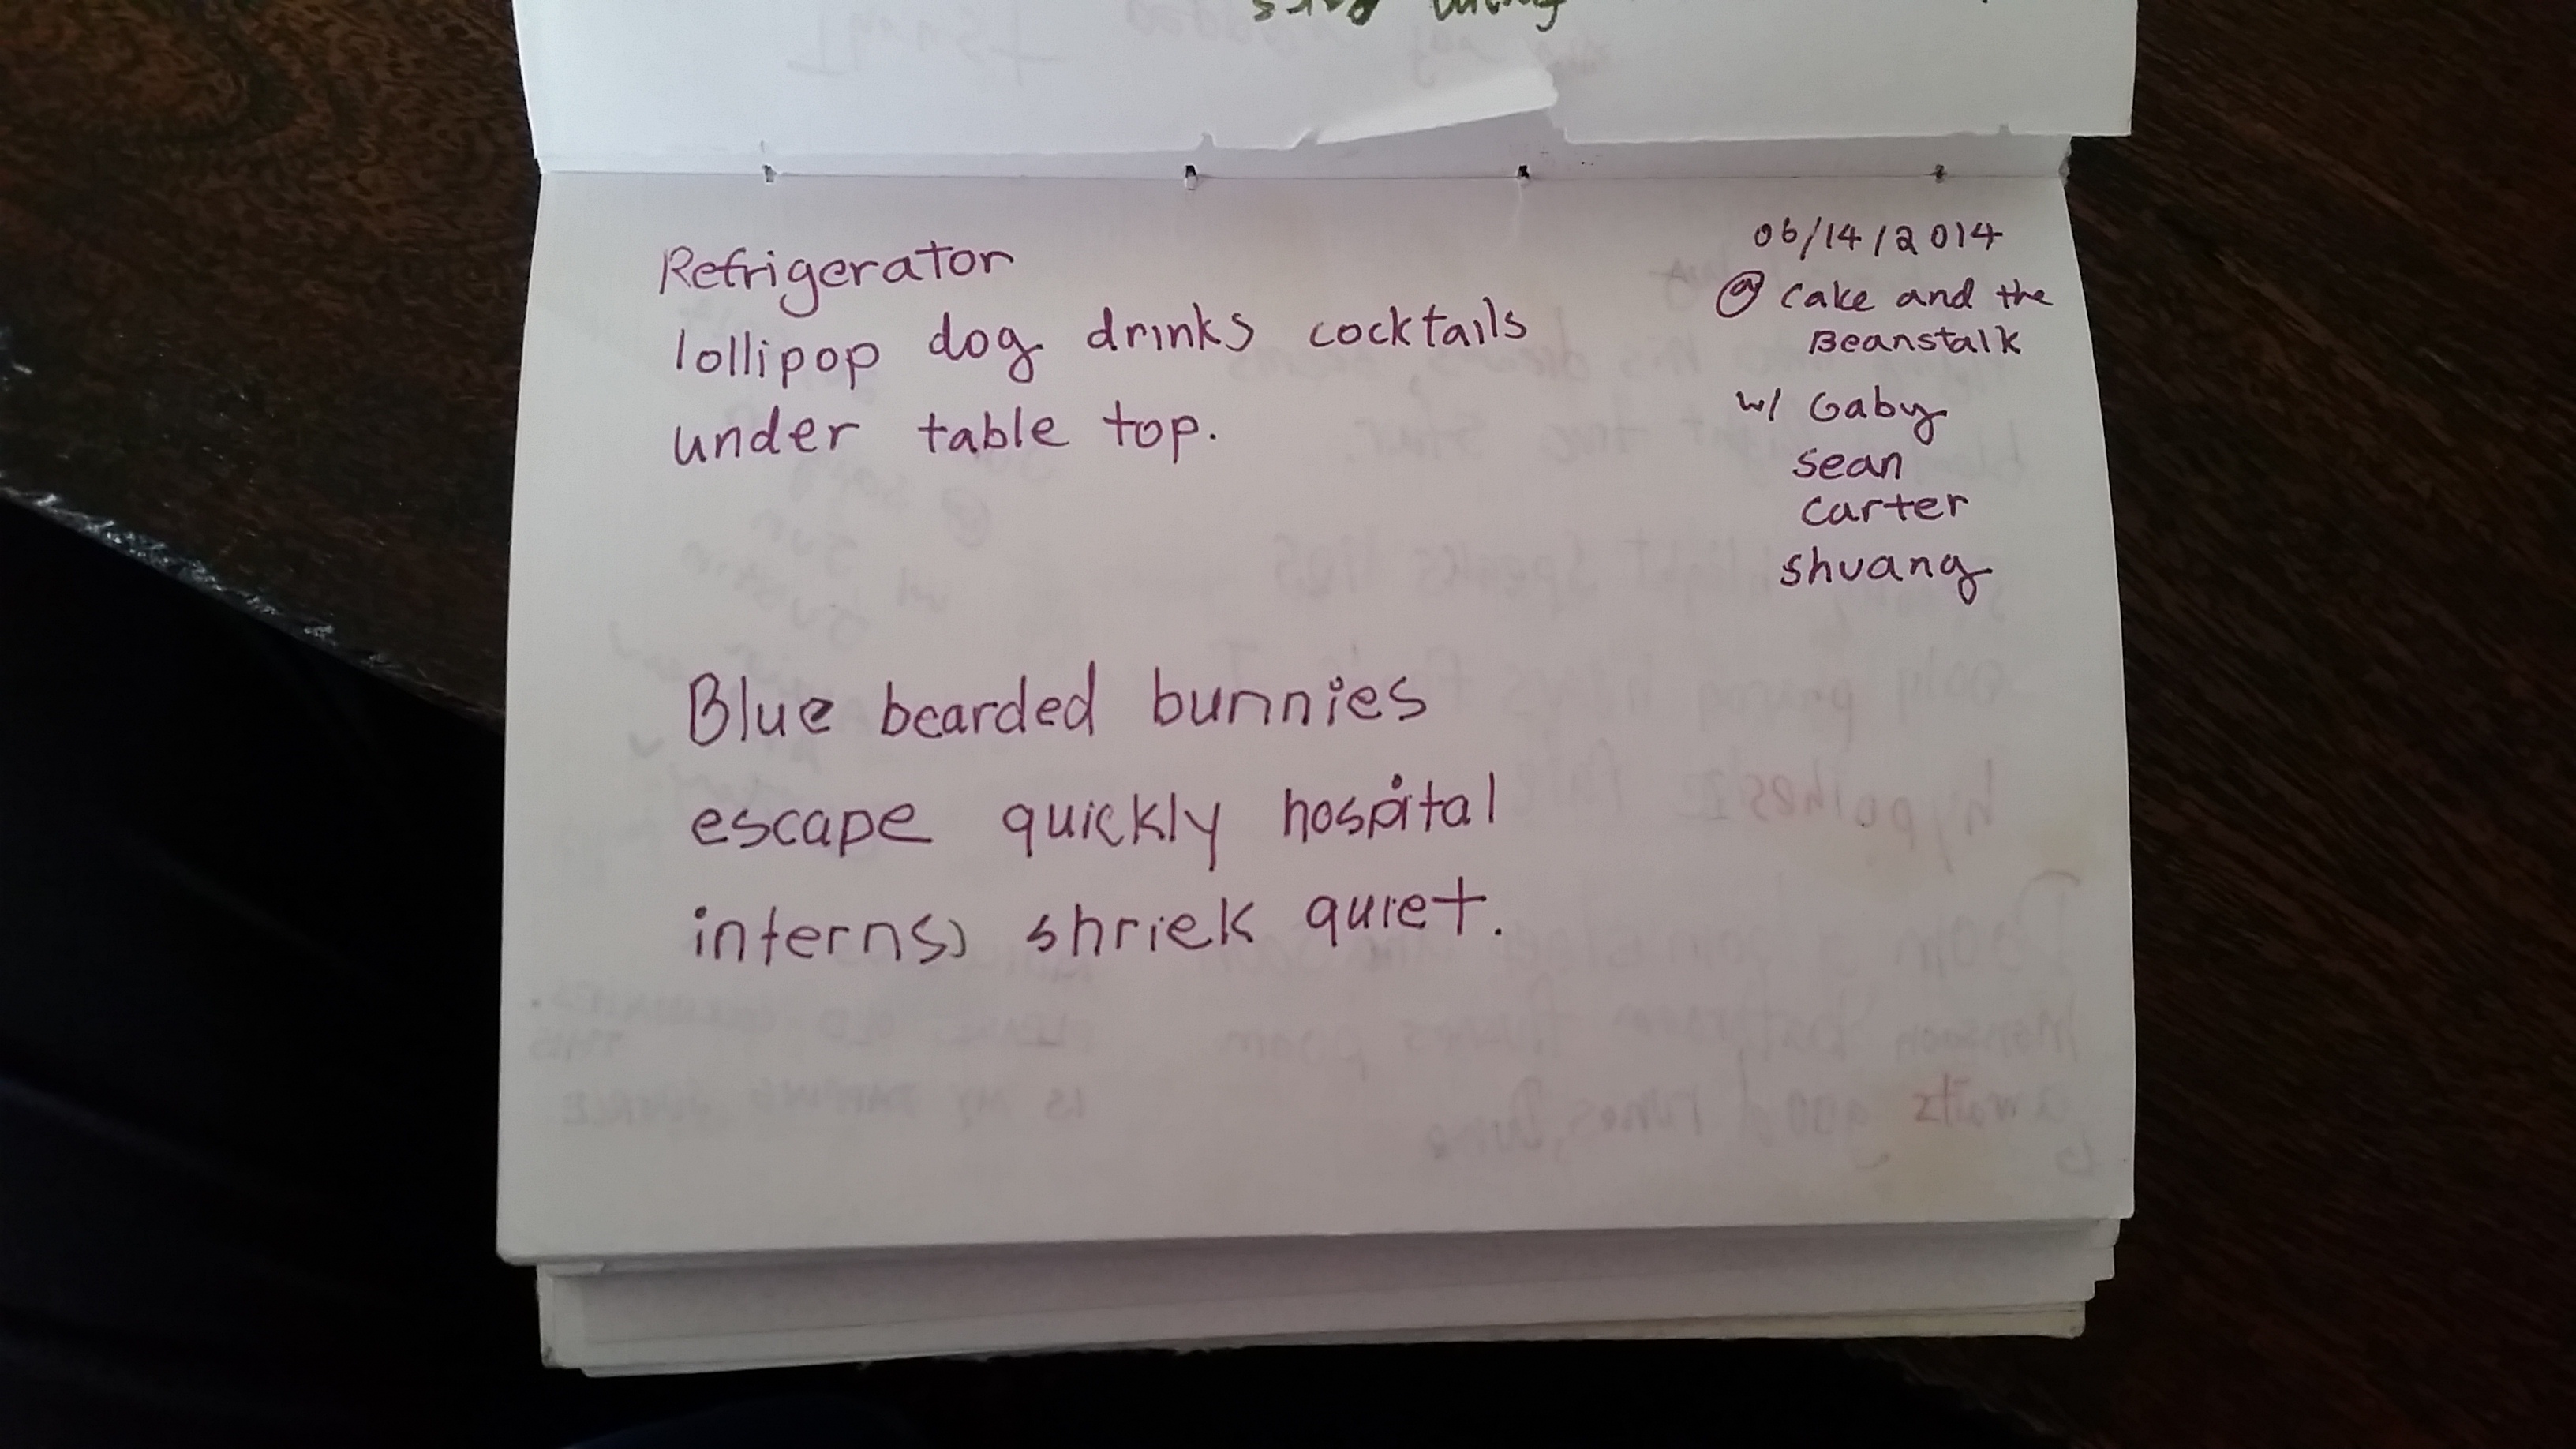 Refrigerator
lollipop dog drinks cocktails
under table top.
06/14/2014
@ Cake and the
Beanstalk
w/ Gaby
Sean
Carter
Shuang
Blue bearded bunnies
escape quickly hospital
interns, shriek quiet.